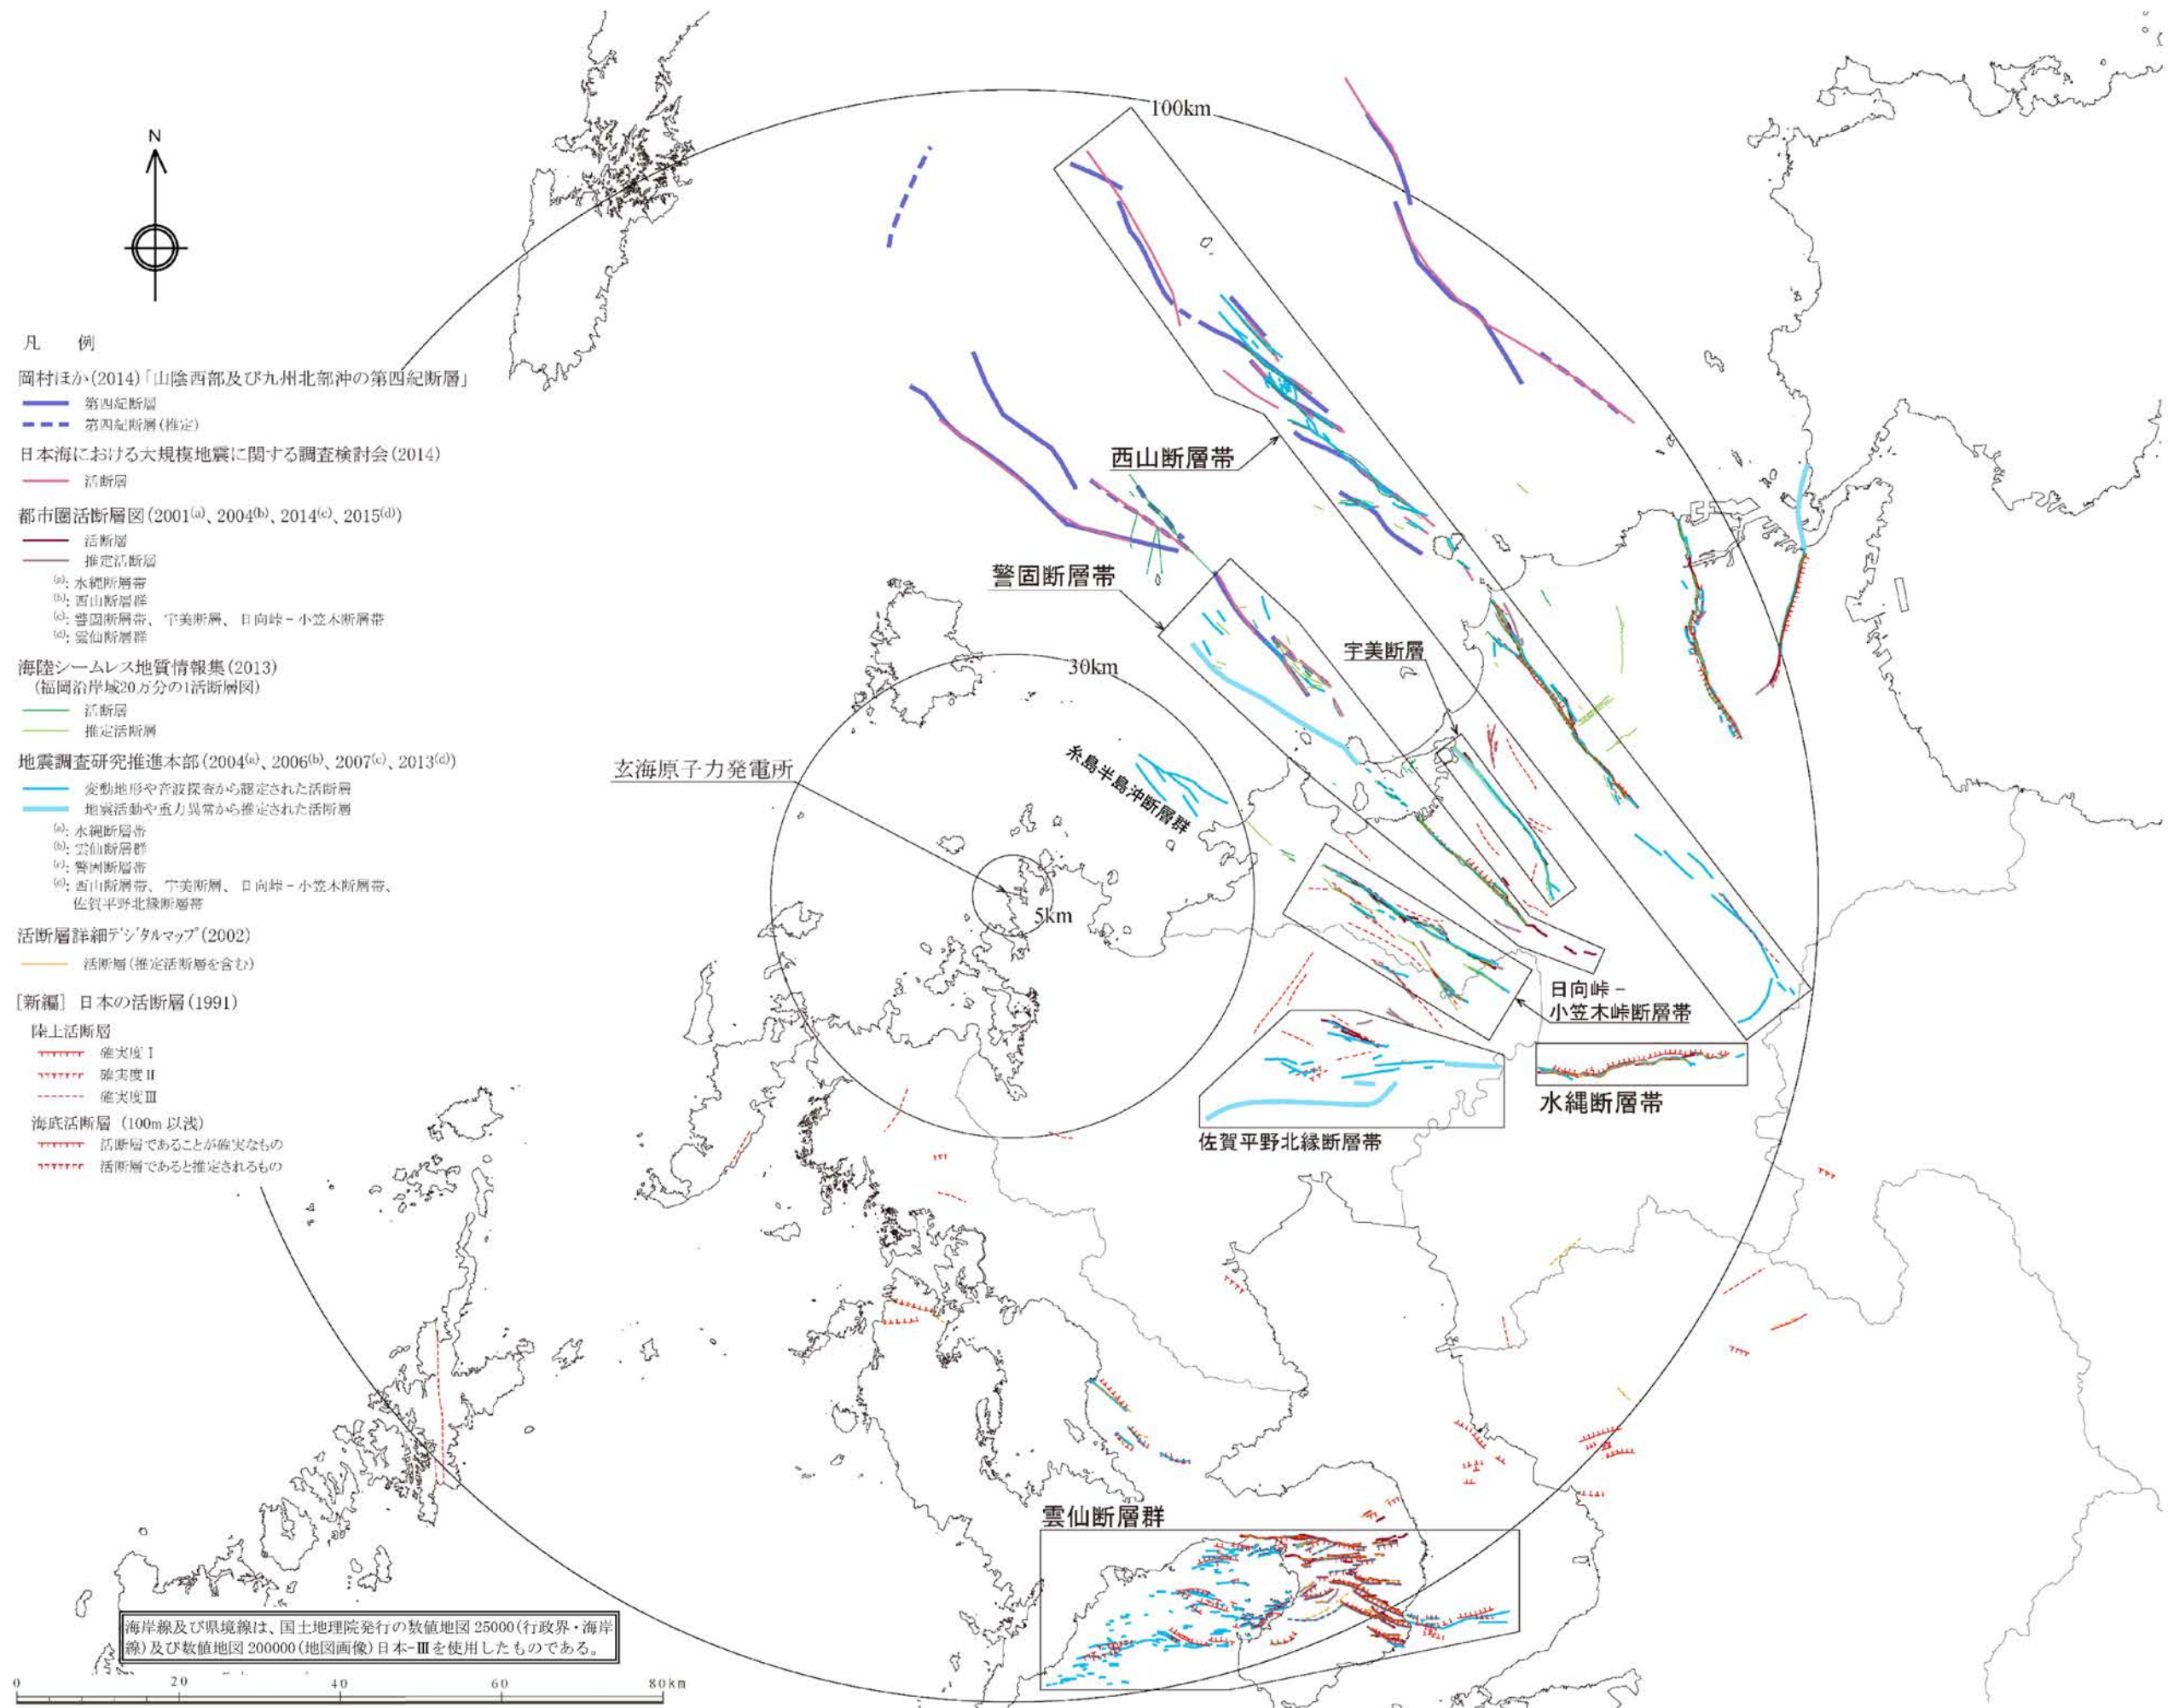 N
凡　例
岡村ほか(2014)「山陰西部及び九州北部沖の第四紀断層」
第四紀断層
第四紀断層(推定)
日本海における大規模地震に関する調査検討会(2014)
活断層
都市圏活断層図(2001(a)、2004(b)、2014(c)、2015(d))
活断層
推定活断層
(a): 水縄断層帯
(b): 西山断層群
(c): 警固断層帯、宇美断層、日向峠－小笠木断層帯
(d): 雲仙断層群
海陸シームレス地質情報集(2013)
(福岡沿岸域20万分の1活断層図)
活断層
推定活断層
地震調査研究推進本部(2004(a)、2006(b)、2007(c)、2013(d))
変動地形や音波探査から認定された活断層
地震活動や重力異常から推定された活断層
(a): 水縄断層帯
(b): 雲仙断層群
(c): 警固断層帯
(d): 西山断層帯、宇美断層、日向峠－小笠木断層帯、
佐賀平野北縁断層帯
活断層詳細デジタルマップ(2002)
活断層(推定活断層を含む)
[新編] 日本の活断層(1991)
陸上活断層
確実度Ⅰ
確実度Ⅱ
確実度Ⅲ
海底活断層 (100m以浅)
活断層であることが確実なもの
活断層であると推定されるもの
100km
西山断層帯
警固断層帯
宇美断層
30km
糸島半島沖断層群
玄海原子力発電所
5km
日向峠－
小笠木峠断層帯
水縄断層帯
佐賀平野北縁断層帯
雲仙断層群
海岸線及び県境線は、国土地理院発行の数値地図 25000(行政界・海岸
線)及び数値地図 200000(地図画像)日本-Ⅲを使用したものである。
0 20 40 60 80km